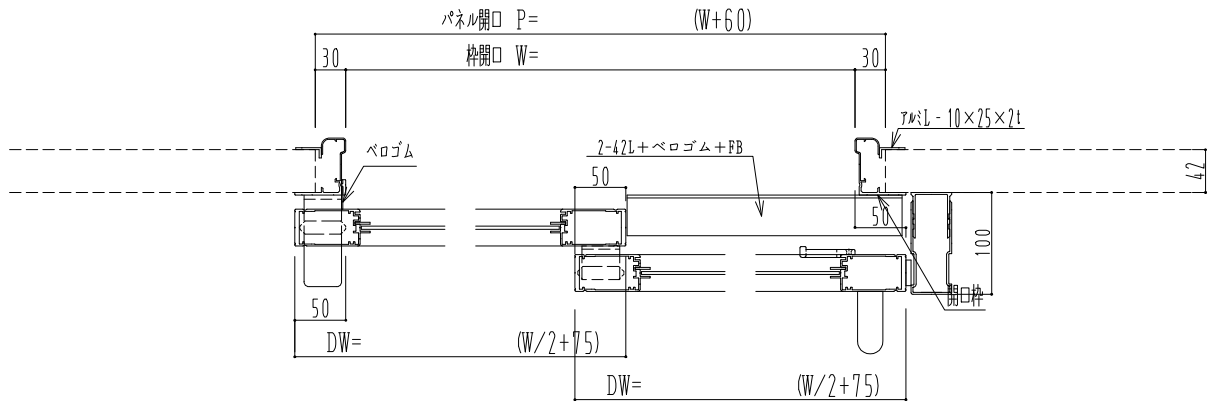 パネル開口 P= (W+60)
30 枠開口 W= 30
アルミL - 10×25×2t
ベロゴム
2-42L+ベロゴム+FB
42
50
50
100
開口枠
50
DW= (W/2+75)
DW= (W/2+75)